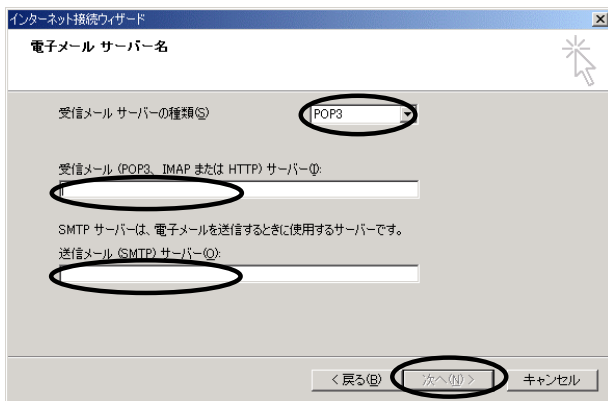 インターネット接続ウィザード
電子メール サーバー名
受信メール サーバーの種類(S)
POP3
受信メール (POP3、IMAP または HTTP) サーバー(I):
SMTP サーバーは、電子メールを送信するときに使用するサーバーです。
送信メール (SMTP) サーバー(O):
< 戻る(B)
次へ(N) >
キャンセル